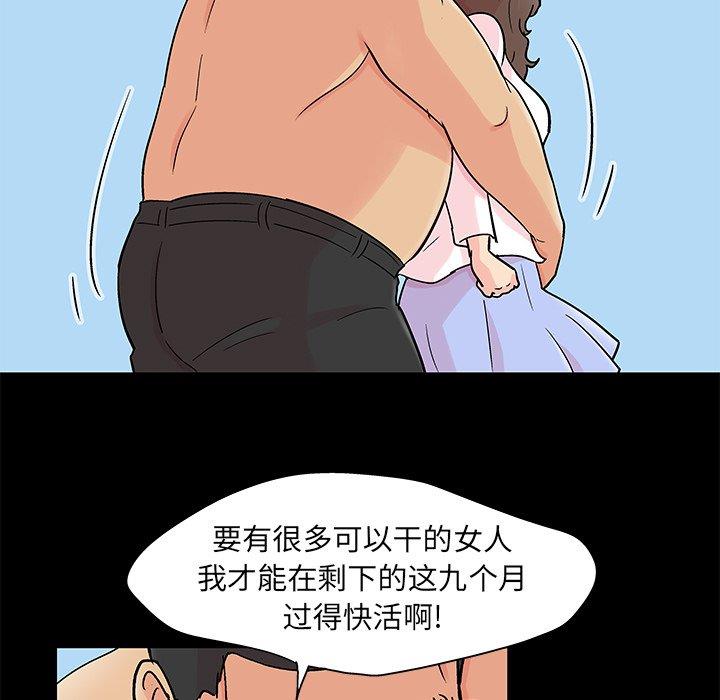 要有很多可以干的女人
我才能在剩下的这九个月
过得快活啊!